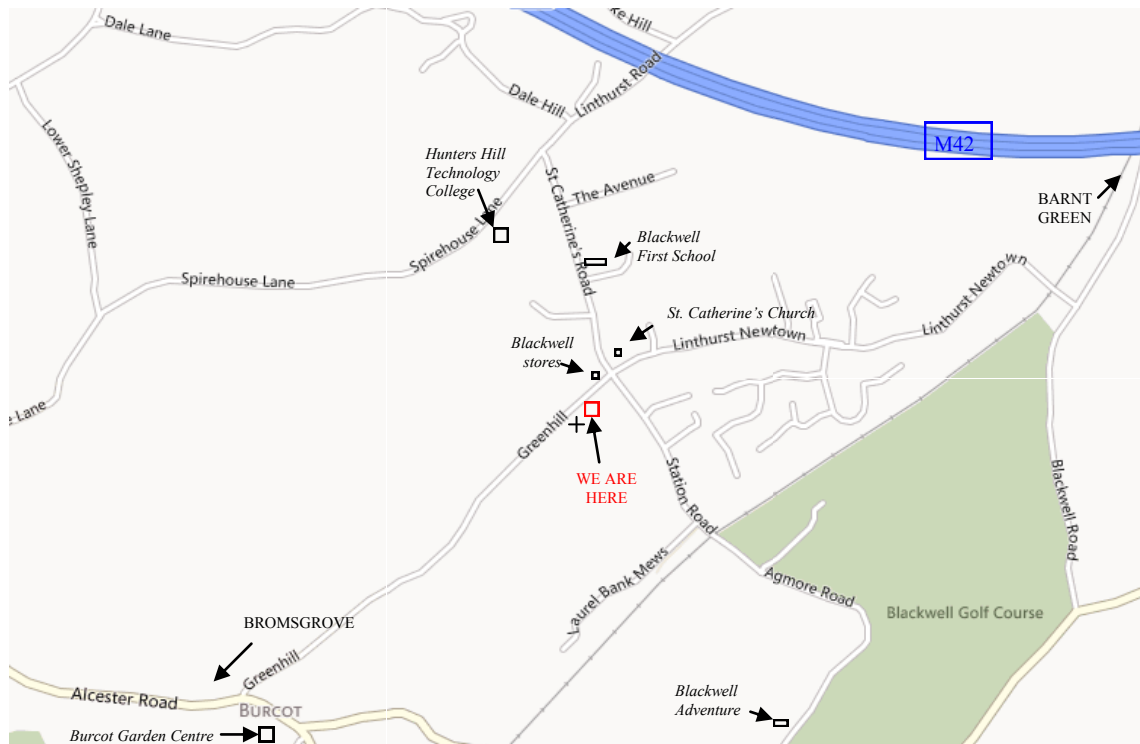 Dale Lane
ke Hill
Linthurst Road
Dale Hill
M42
Lower Shepley Lane
Hunters Hill
Technology
College
St Catherine's Road
The Avenue
BARNT
GREEN
Spirehouse Lane
Blackwell
First School
Spirehouse Lane
Linthurst Newtown
St. Catherine's Church
Linthurst Newtown
Blackwell
stores
e Lane
Greenhill
WE ARE
HERE
Station Road
Blackwell Road
Laurel Bank Mews
Agmore Road
Blackwell Golf Course
BROMSGROVE
Greenhill
Alcester Road
BURCOT
Blackwell
Adventure
Burcot Garden Centre